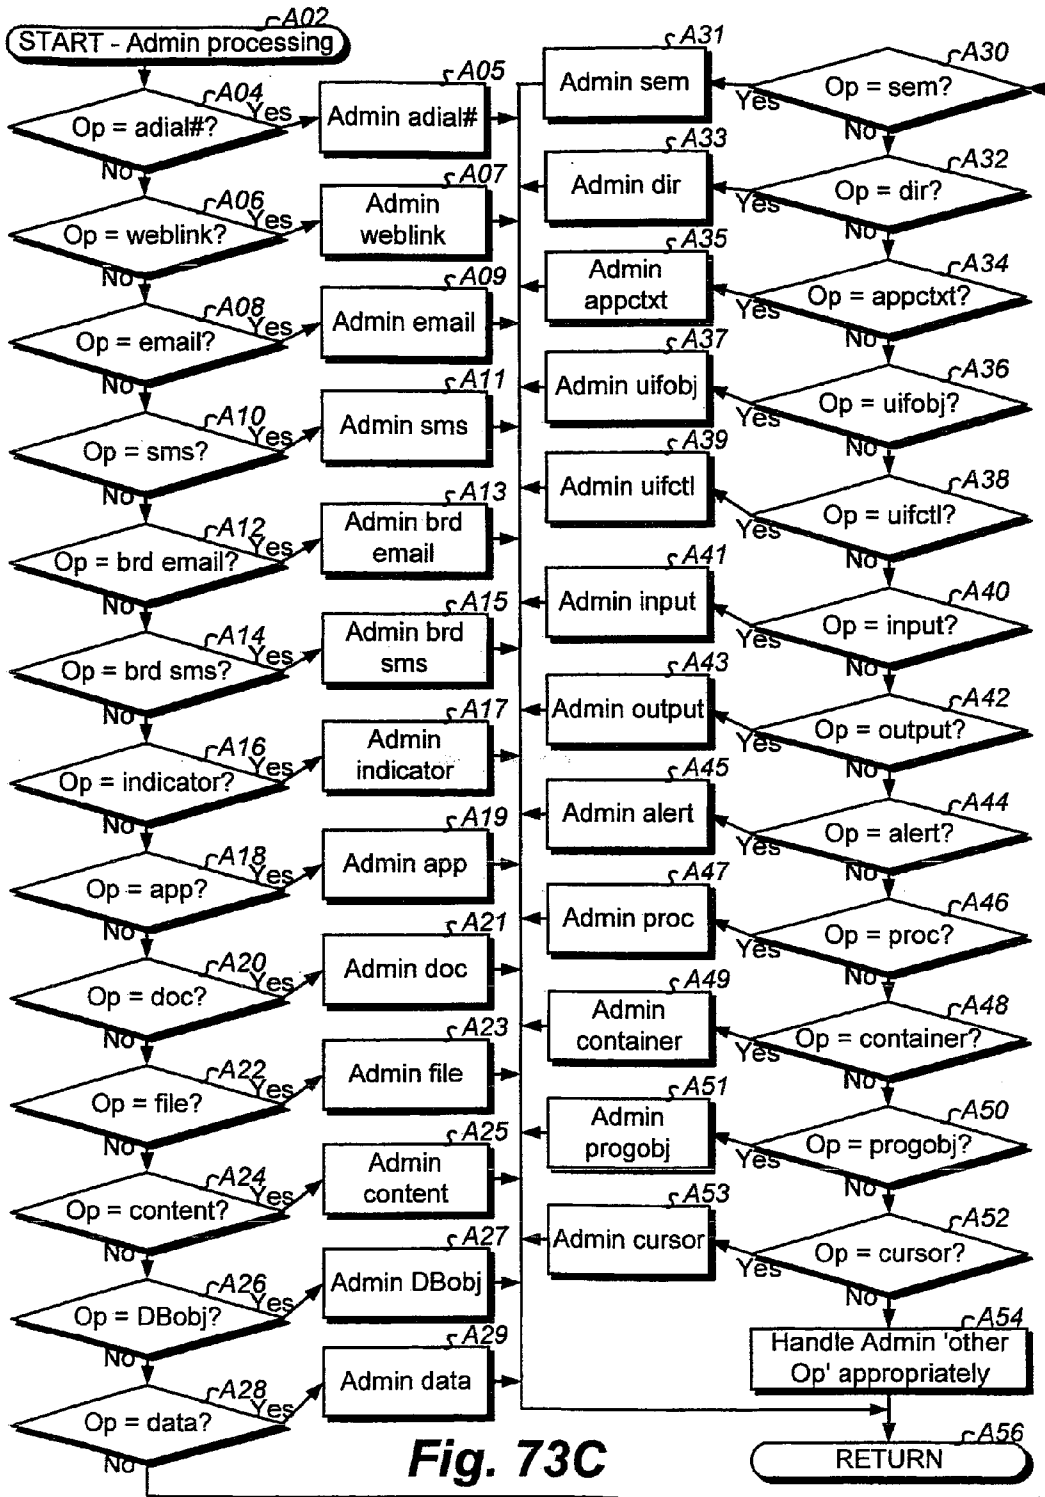 A02
START - Admin processing
A04
Op = adial#?
Yes
No
A05
Admin adial#
A06
Op = weblink?
Yes
No
A07
Admin
weblink
A08
Op = email?
Yes
No
A09
Admin email
A10
Op = sms?
Yes
No
A11
Admin sms
A12
Op = brd email?
Yes
No
A13
Admin brd
email
A14
Op = brd sms?
Yes
No
A15
Admin brd
sms
A16
Op = indicator?
Yes
No
A17
Admin
indicator
A18
Op = app?
Yes
No
A19
Admin app
A20
Op = doc?
Yes
No
A21
Admin doc
A22
Op = file?
Yes
No
A23
Admin file
A24
Op = content?
Yes
No
A25
Admin
content
A26
Op = DBobj?
Yes
No
A27
Admin DBobj
A28
Op = data?
Yes
No
A29
Admin data
A30
Op = sem?
Yes
No
A31
Admin sem
A32
Op = dir?
Yes
No
A33
Admin dir
A34
Op = appctxt?
Yes
No
A35
Admin
appctxt
A36
Op = uifobj?
Yes
No
A37
Admin uifobj
A38
Op = uifctl?
Yes
No
A39
Admin uifctl
A40
Op = input?
Yes
No
A41
Admin input
A42
Op = output?
Yes
No
A43
Admin output
A44
Op = alert?
Yes
No
A45
Admin alert
A46
Op = proc?
Yes
No
A47
Admin proc
A48
Op = container?
Yes
No
A49
Admin
container
A50
Op = progobj?
Yes
No
A51
Admin
progobj
A52
Op = cursor?
Yes
No
A53
Admin cursor
A54
Handle Admin 'other
Op' appropriately
A56
RETURN
Fig. 73C